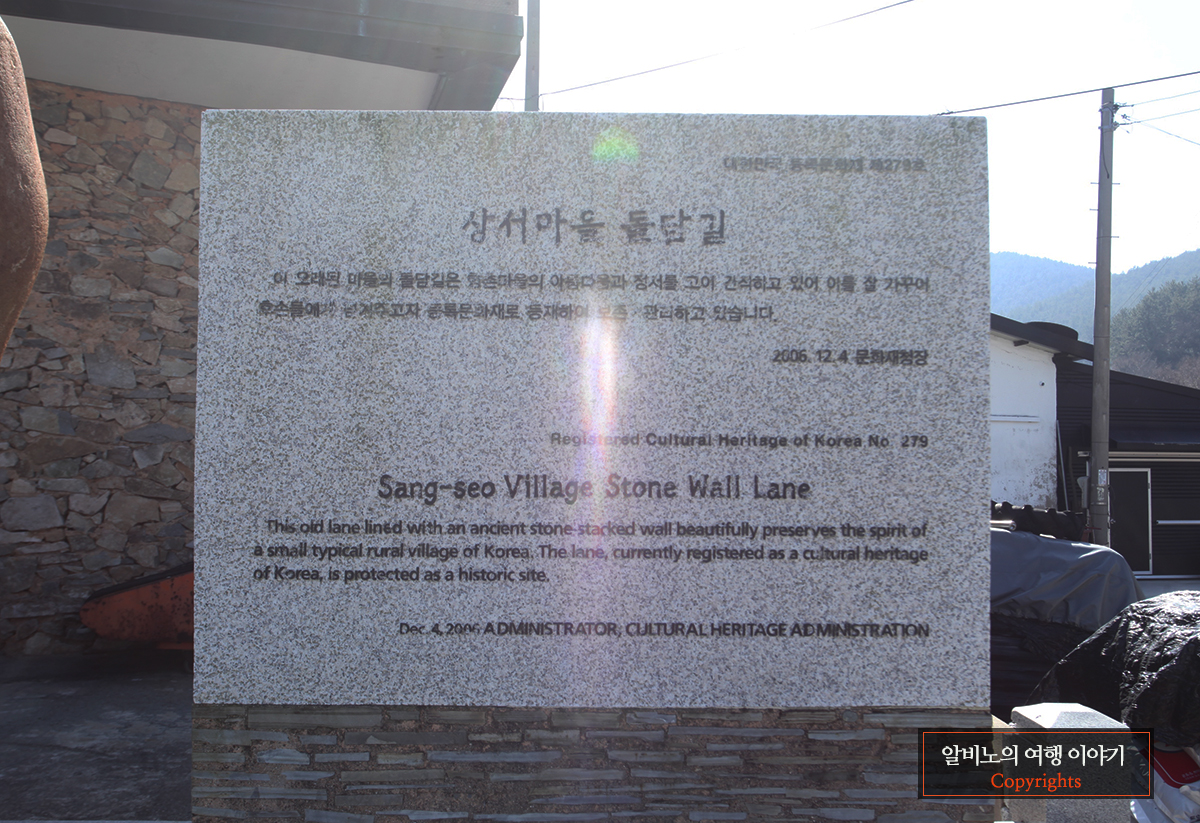 대한민국 등록문화재 제279호
상서마을 돌담길
이 오래된 마을의 돌담길은 향촌마을의 아름다움과 정서를 고이 간직하고 있어 이를 잘 가꾸어
후손들에게 남겨주고자 등록문화재로 등재하여 보존 · 관리하고 있습니다.
2006. 12. 4 문화재청장
Registered Cultural Heritage of Korea No. 279
Sang-seo Village Stone Wall Lane
This old lane lined with an ancient stone-stacked wall beautifully preserves the spirit of
a small typical rural village of Korea. The lane, currently registered as a cultural heritage
of Korea, is protected as a historic site.
Dec. 4, 2006 ADMINISTRATOR, CULTURAL HERITAGE ADMINISTRATION
알비노의 여행 이야기
Copyrights